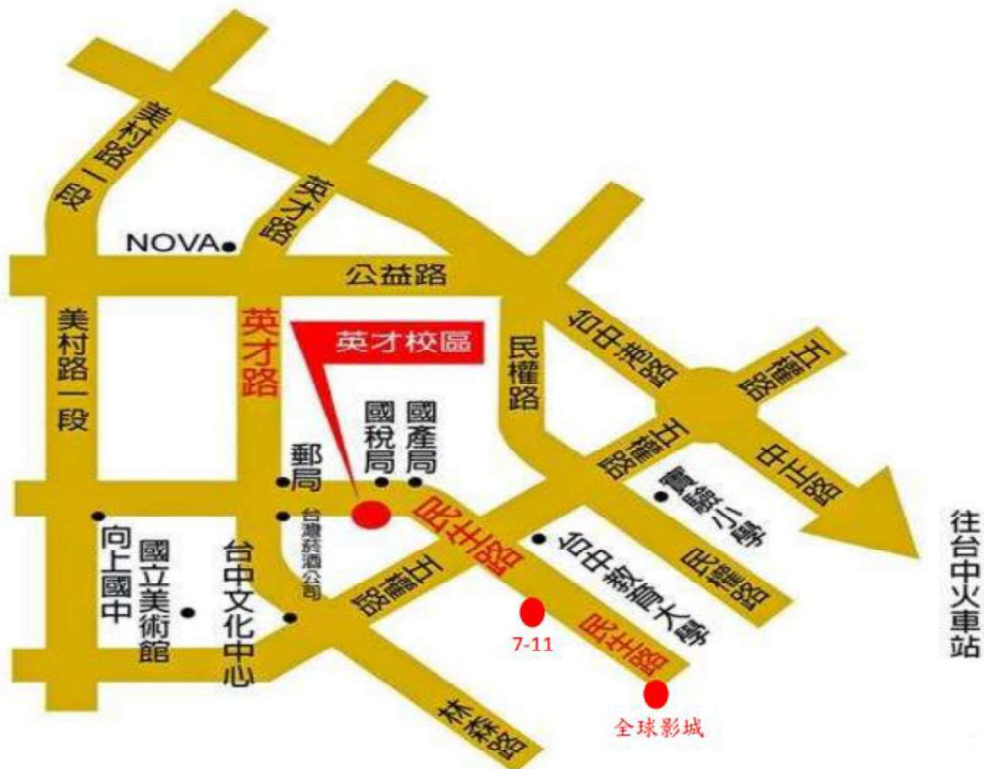 美村路一段
英才路
NOVA
公益路
美村路一段
英才路
英才校區
民權路
台中港路
五權路
五權路
中正路
國稅局
國產局
郵局
台灣菸酒公司
民生路
實驗小學
往台中火車站
向上國中
國立美術館
台中文化中心
五權路
台中教育大學
民權路
7-11
民生路
林森路
全球影城